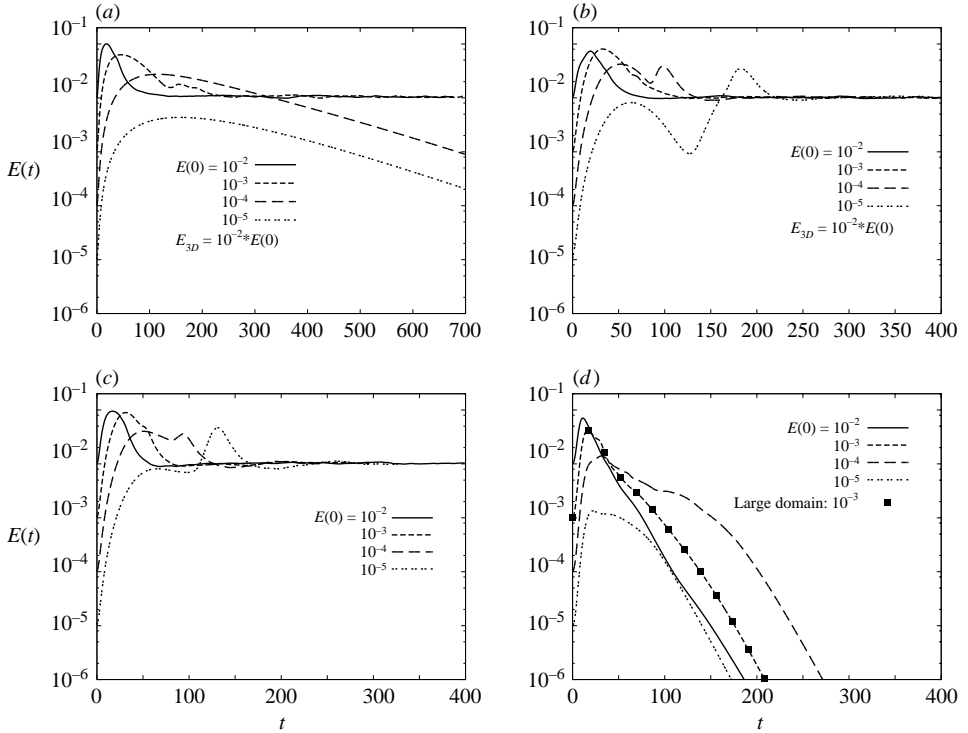 (a)
10⁻¹
10⁻²
10⁻³
10⁻⁴
10⁻⁵
10⁻⁶
E(t)
E(0) = 10⁻²
10⁻³
10⁻⁴
10⁻⁵
E₃D = 10⁻²*E(0)
0 100 200 300 400 500 600 700
(b)
10⁻¹
10⁻²
10⁻³
10⁻⁴
10⁻⁵
10⁻⁶
E(0) = 10⁻²
10⁻³
10⁻⁴
10⁻⁵
E₃D = 10⁻²*E(0)
0 50 100 150 200 250 300 350 400
(c)
10⁻¹
10⁻²
10⁻³
10⁻⁴
10⁻⁵
10⁻⁶
E(t)
E(0) = 10⁻²
10⁻³
10⁻⁴
10⁻⁵
0 100 200 300 400
t
(d)
10⁻¹
10⁻²
10⁻³
10⁻⁴
10⁻⁵
10⁻⁶
E(0) = 10⁻²
10⁻³
10⁻⁴
10⁻⁵
Large domain: 10⁻³
0 100 200 300 400
t